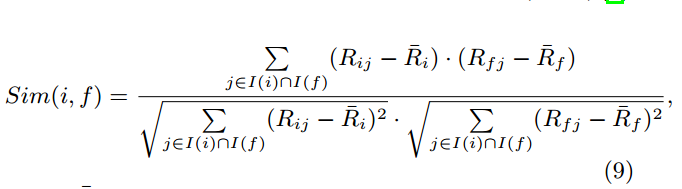 Sim(i, f) = \frac{\sum_{j \in I(i) \cap I(f)} (R_{ij} - \bar{R}_i) \cdot (R_{fj} - \bar{R}_f)}{\sqrt{\sum_{j \in I(i) \cap I(f)} (R_{ij} - \bar{R}_i)^2} \cdot \sqrt{\sum_{j \in I(i) \cap I(f)} (R_{fj} - \bar{R}_f)^2}},
(9)